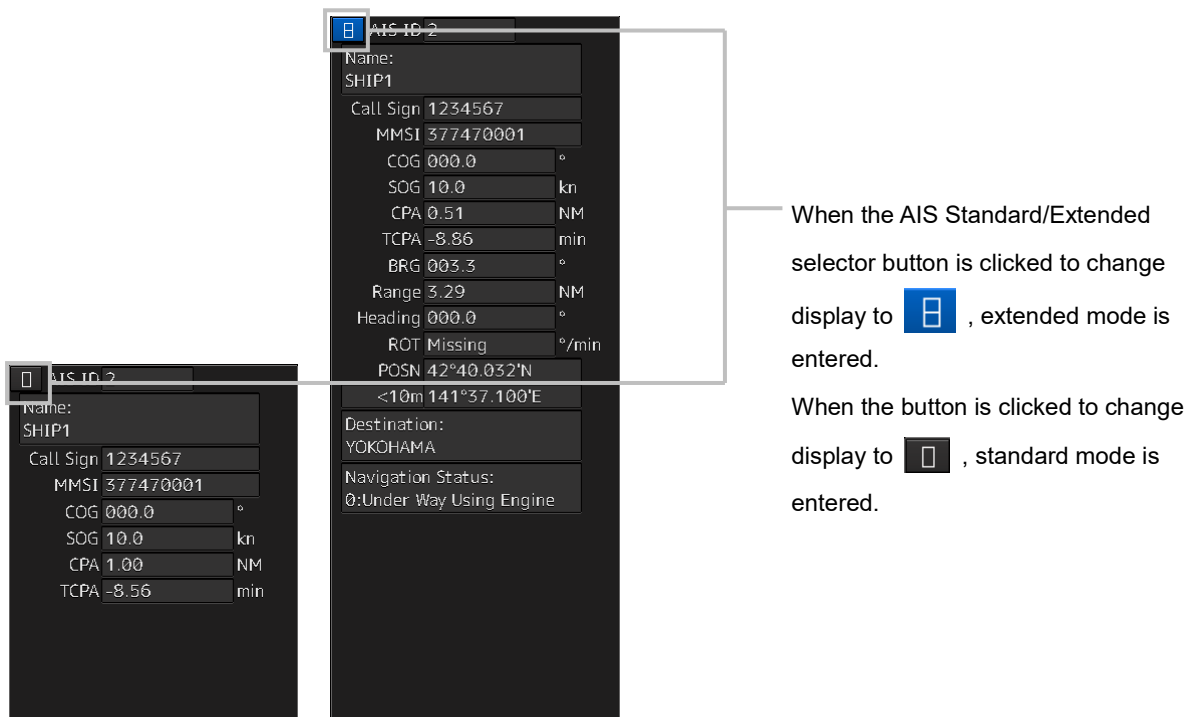 AIS ID 2
Name:
SHIP1
Call Sign 1234567
MMSI 377470001
COG 000.0 °
SOG 10.0 kn
CPA 0.51 NM
TCPA -8.86 min
BRG 003.3 °
Range 3.29 NM
Heading 000.0 °
ROT Missing °/min
POSN 42°40.032'N
<10m 141°37.100'E
Destination:
YOKOHAMA
Navigation Status:
0:Under Way Using Engine
AIS ID 2
Name:
SHIP1
Call Sign 1234567
MMSI 377470001
COG 000.0 °
SOG 10.0 kn
CPA 1.00 NM
TCPA -8.56 min
When the AIS Standard/Extended
selector button is clicked to change
display to , extended mode is
entered.
When the button is clicked to change
display to , standard mode is
entered.